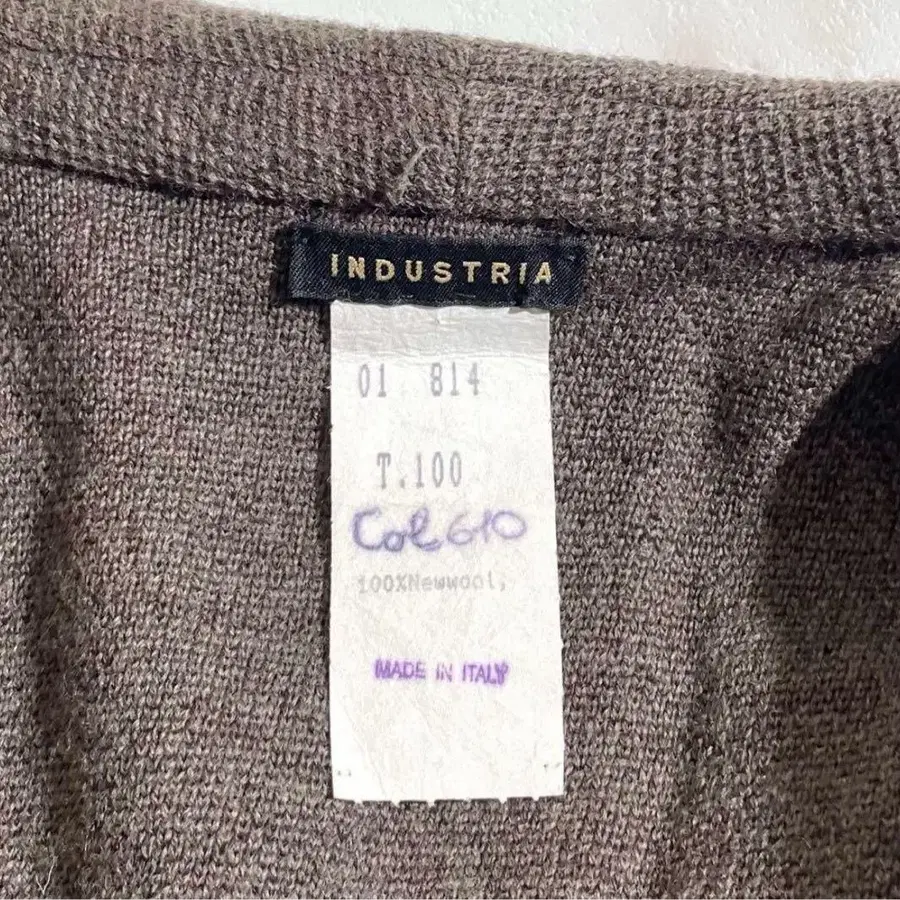 INDUSTRIA
01 814
T.100
Col 610
100%Newwool,
MADE IN ITALY